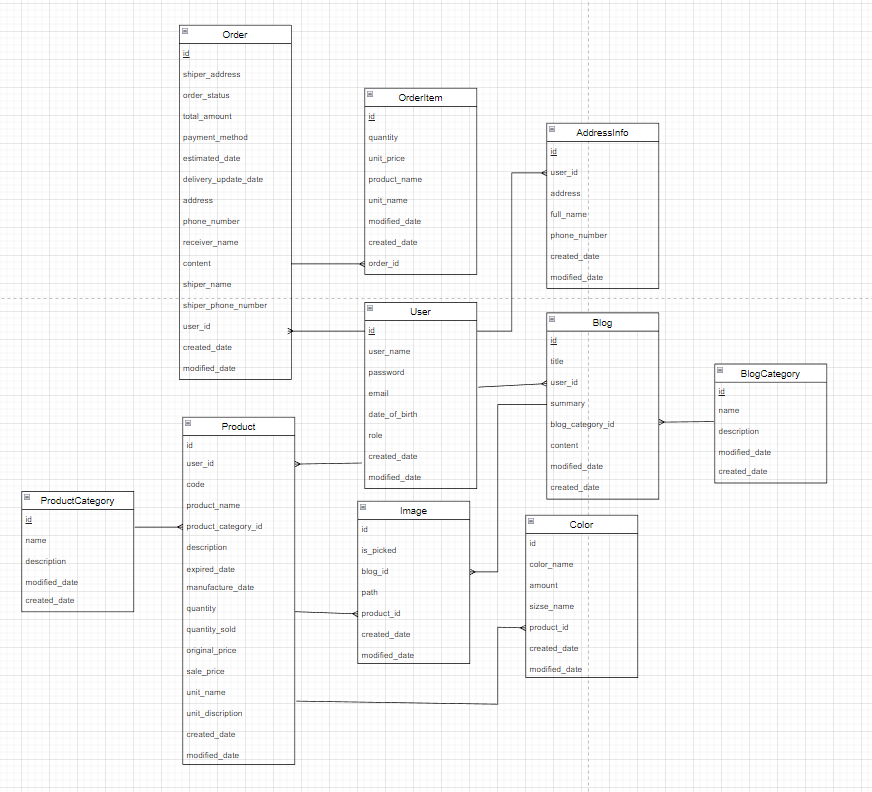 Order
id
shiper_address
order_status
total_amount
payment_method
estimated_date
delivery_update_date
address
phone_number
receiver_name
content
shiper_name
shiper_phone_number
user_id
created_date
modified_date
OrderItem
id
quantity
unit_price
product_name
unit_name
modified_date
created_date
order_id
AddressInfo
id
user_id
address
full_name
phone_number
created_date
modified_date
User
id
user_name
password
email
date_of_birth
role
created_date
modified_date
Blog
id
title
user_id
summary
blog_category_id
content
modified_date
created_date
BlogCategory
id
name
description
modified_date
created_date
Product
id
user_id
code
product_name
product_category_id
description
expired_date
manufacture_date
quantity
quantity_sold
original_price
sale_price
unit_name
unit_discription
created_date
modified_date
ProductCategory
id
name
description
modified_date
created_date
Image
id
is_picked
blog_id
path
product_id
created_date
modified_date
Color
id
color_name
amount
sizse_name
product_id
created_date
modified_date